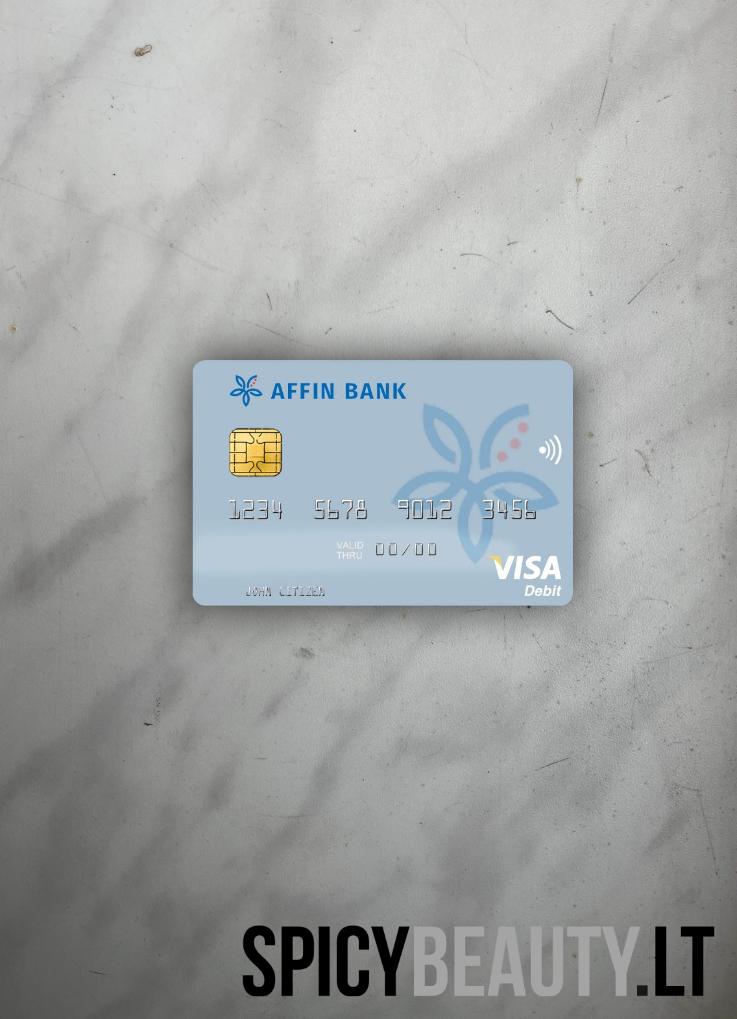 AFFIN BANK
1234 5678 9012 3456
VALID
THRU 00/00
VISA
Debit
JOHN CITIZEN
SPICYBEAUTY.LT